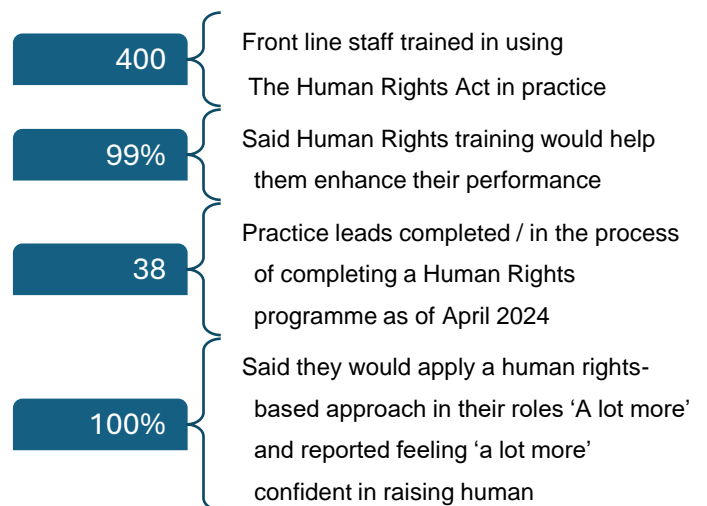 400
Front line staff trained in using
The Human Rights Act in practice
99%
Said Human Rights training would help
them enhance their performance
38
Practice leads completed / in the process
of completing a Human Rights
programme as of April 2024
100%
Said they would apply a human rights-
based approach in their roles ‘A lot more’
and reported feeling ‘a lot more’
confident in raising human